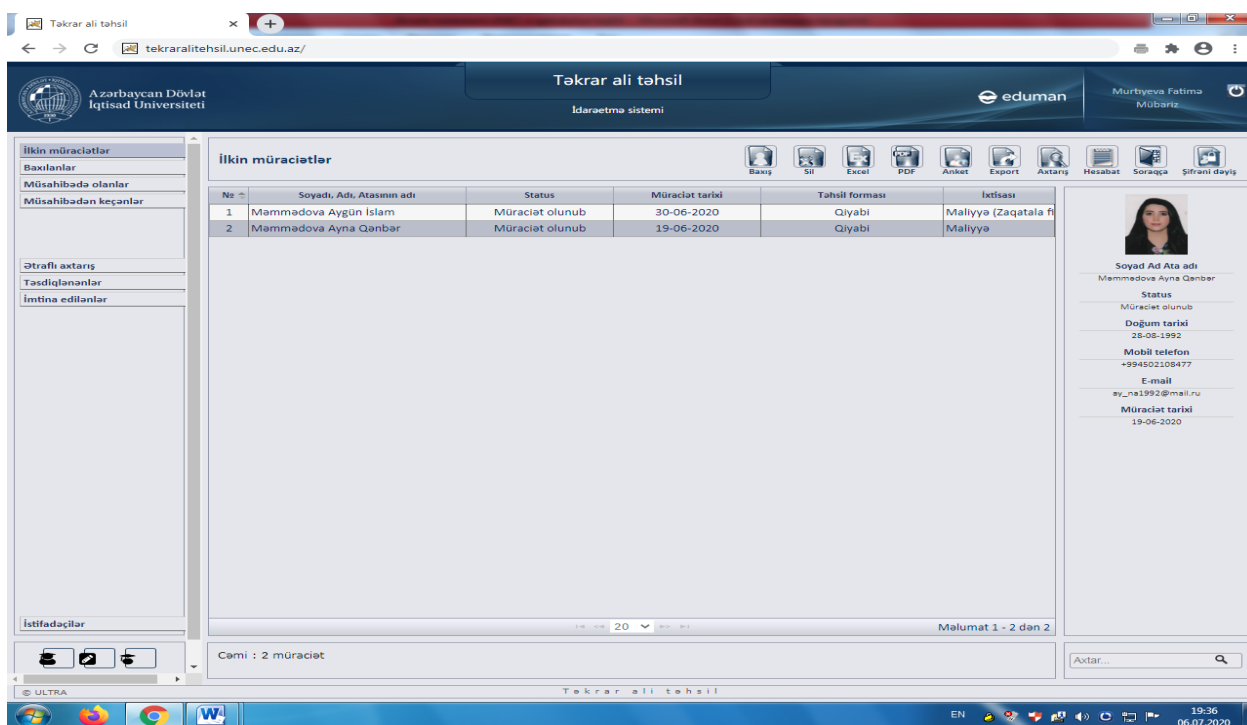 Təkrar ali təhsil
tekraralitehsil.unec.edu.az/
Azərbaycan Dövlət
İqtisad Universiteti
Təkrar ali təhsil
İdarəetmə sistemi
eduman
Murtıyeva Fatimə
Mübariz
İlkin müraciətlər
Baxılanlar
Müsahibədə olanlar
Müsahibədən keçənlər
Ətraflı axtarış
Təsdiqlənənlər
İmtina edilənlər
İstifadəçilər
İlkin müraciətlər
Baxış Sil Excel PDF Anket Export Axtarış Hesabat Soraqça Şifrəni dəyiş
№ Soyadı, Adı, Atasının adı Status Müraciət tarixi Təhsil forması İxtisası
1 Məmmədova Aygün İslam Müraciət olunub 30-06-2020 Qiyabi Maliyyə (Zaqatala fi
2 Məmmədova Ayna Qənbər Müraciət olunub 19-06-2020 Qiyabi Maliyyə
Soyad Ad Ata adı
Məmmədova Ayna Qənbər
Status
Müraciət olunub
Doğum tarixi
28-08-1992
Mobil telefon
+994502108477
E-mail
ay_na1992@mail.ru
Müraciət tarixi
19-06-2020
20
Məlumat 1 - 2 dən 2
Cəmi : 2 müraciət
Axtar...
© ULTRA
Təkrar ali təhsil
EN
19:36
06.07.2020